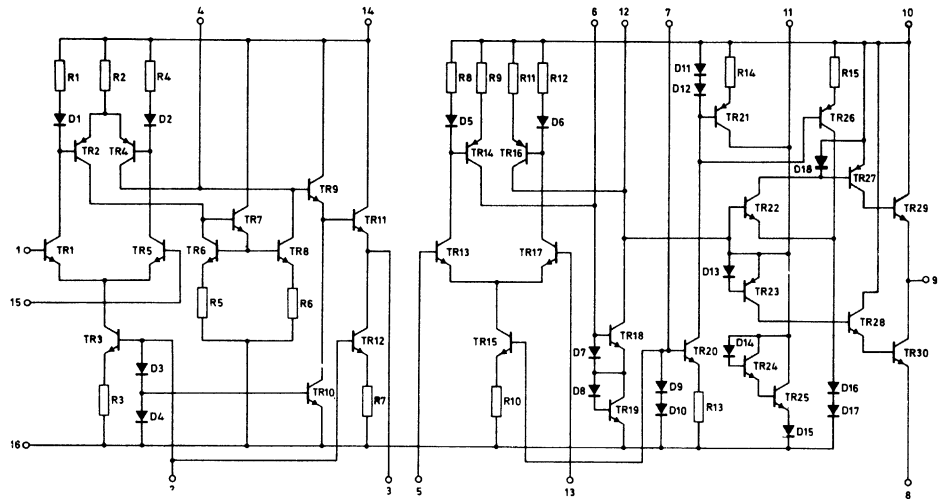 4 14 6 12 7 11 10
R1 R2 R4 R8 R9 R11 R12 D11 R14 R15
D12
D1 D2 D5 D6 TR21 TR26
TR2 TR4 TR14 TR16
D18
TR9 TR27
TR7 TR11 TR22 TR29
1 TR1 TR5 TR6 TR8 TR13 TR17
D13 TR23 9
15 R5 R6 5
TR28
TR3 TR12 TR15 TR18 TR20 D14 TR30
D7 TR24
D3 D8 D9 D16
R3 D4 TR10 R7 R10 TR19 D10 R13 TR25 D17
D15
16
2 3 5 13 8